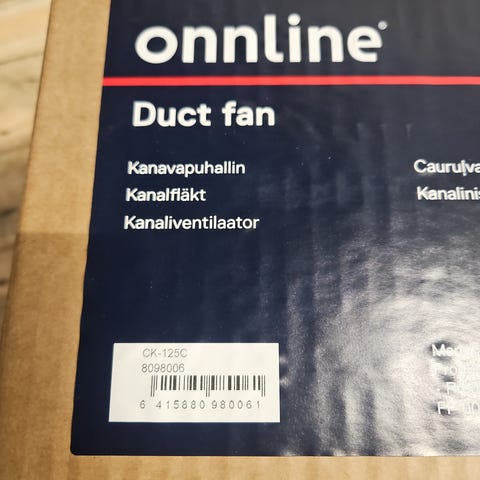 onnline
Duct fan
Kanavapuhallin
Kanalfläkt
Kanaliventilaator
CK-125C
8098006
6 415880 980061